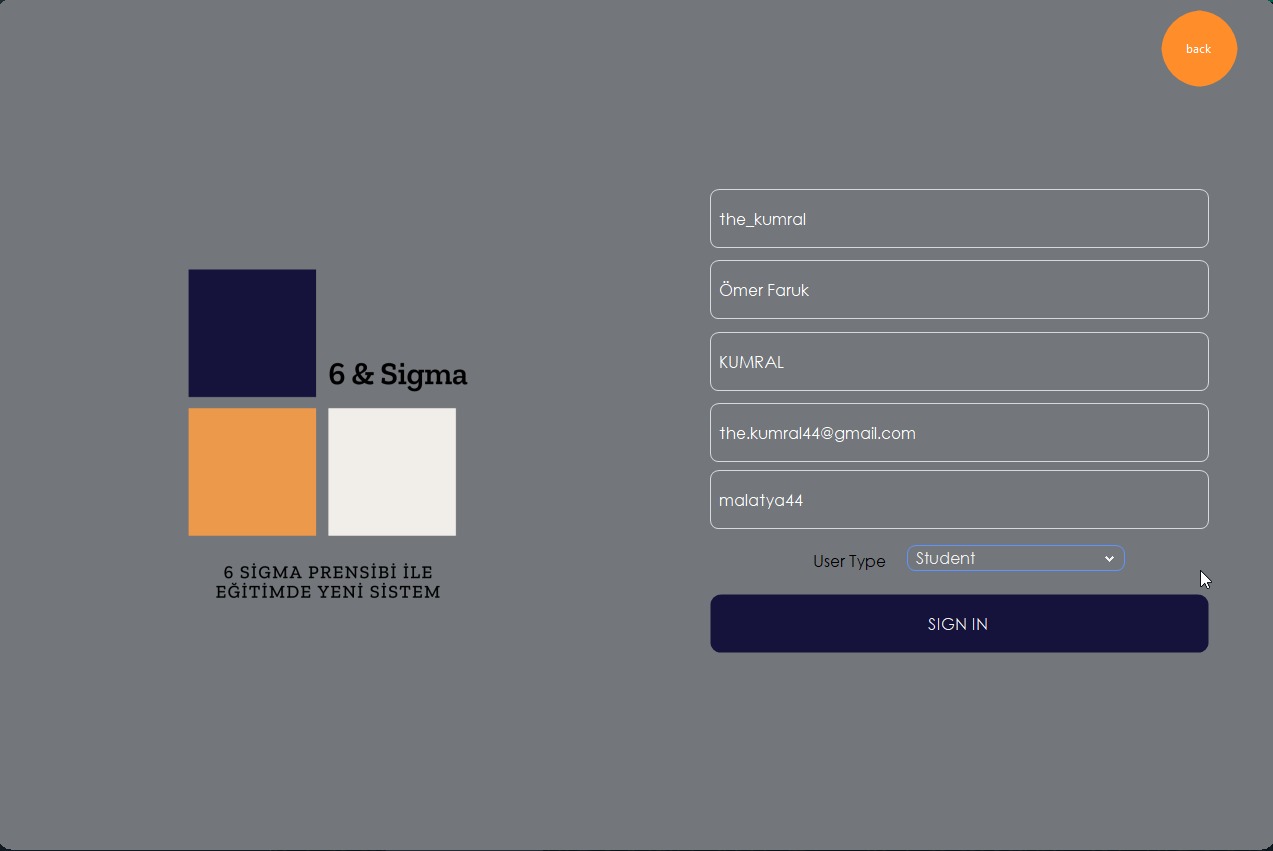 back
the_kumral
Ömer Faruk
KUMRAL
the.kumral44@gmail.com
malatya44
User Type
Student
SIGN IN
6 & Sigma
6 SİGMA PRENSİBİ İLE
EĞİTİMDE YENİ SİSTEM